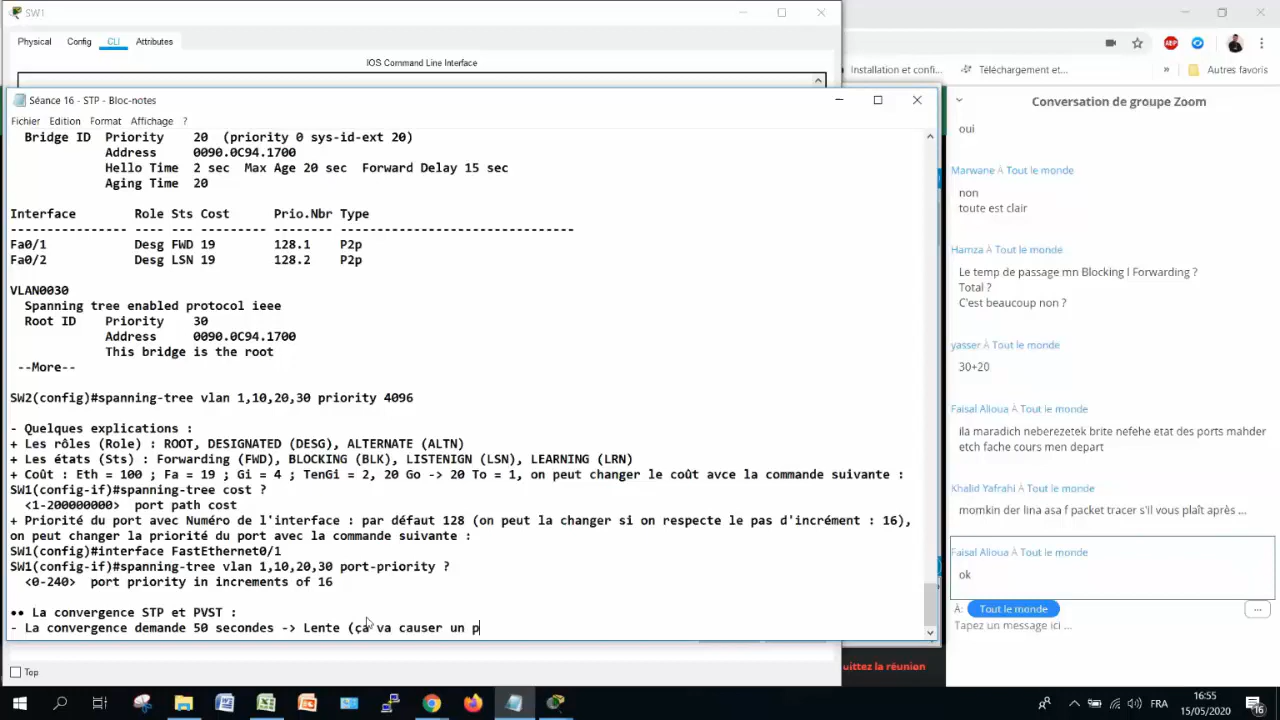 SW1
Physical Config CLI Attributes
IOS Command Line Interface
Séance 16 - STP - Bloc-notes
Fichier Edition Format Affichage ?
Bridge ID Priority 20 (priority 0 sys-id-ext 20)
Address 0090.0C94.1700
Hello Time 2 sec Max Age 20 sec Forward Delay 15 sec
Aging Time 20
Interface Role Sts Cost Prio.Nbr Type
---------------- ---- --- --------- -------- --------------------------------
Fa0/1 Desg FWD 19 128.1 P2p
Fa0/2 Desg LSN 19 128.2 P2p
VLAN0030
Spanning tree enabled protocol ieee
Root ID Priority 30
Address 0090.0C94.1700
This bridge is the root
--More--
SW2(config)#spanning-tree vlan 1,10,20,30 priority 4096
- Quelques explications :
+ Les rôles (Role) : ROOT, DESIGNATED (DESG), ALTERNATE (ALTN)
+ Les états (Sts) : Forwarding (FWD), BLOCKING (BLK), LISTENIGN (LSN), LEARNING (LRN)
+ Coût : Eth = 100 ; Fa = 19 ; Gi = 4 ; TenGi = 2, 20 Go -> 20 To = 1, on peut changer le coût avce la commande suivante :
SW1(config-if)#spanning-tree cost ?
<1-200000000> port path cost
+ Priorité du port avec Numéro de l'interface : par défaut 128 (on peut la changer si on respecte le pas d'incrément : 16),
on peut changer la priorité du port avec la commande suivante :
SW1(config)#interface FastEthernet0/1
SW1(config-if)#spanning-tree vlan 1,10,20,30 port-priority ?
<0-240> port priority in increments of 16
•• La convergence STP et PVST :
- La convergence demande 50 secondes -> Lente (ça va causer un p
Top
Installation et confi... Téléchargement et... » Autres favoris
Conversation de groupe Zoom
oui
Marwane À Tout le monde
non
toute est clair
Hamza À Tout le monde
Le temps de passage mn Blocking l Forwarding ?
Total ?
C'est beaucoup non ?
yasser À Tout le monde
30+20
Faisal Alioua À Tout le monde
ila maradich neberezetek brite nefehe etat des ports mahder
etch fache cours men depart
Khalid Yafrahi À Tout le monde
momkin der lina asa f packet tracer s'il vous plaît après ...
Faisal Alioua À Tout le monde
ok
À: Tout le monde ...
Tapez un message ici ...
uittez la réunion
FR
16:55
15/05/2020
16